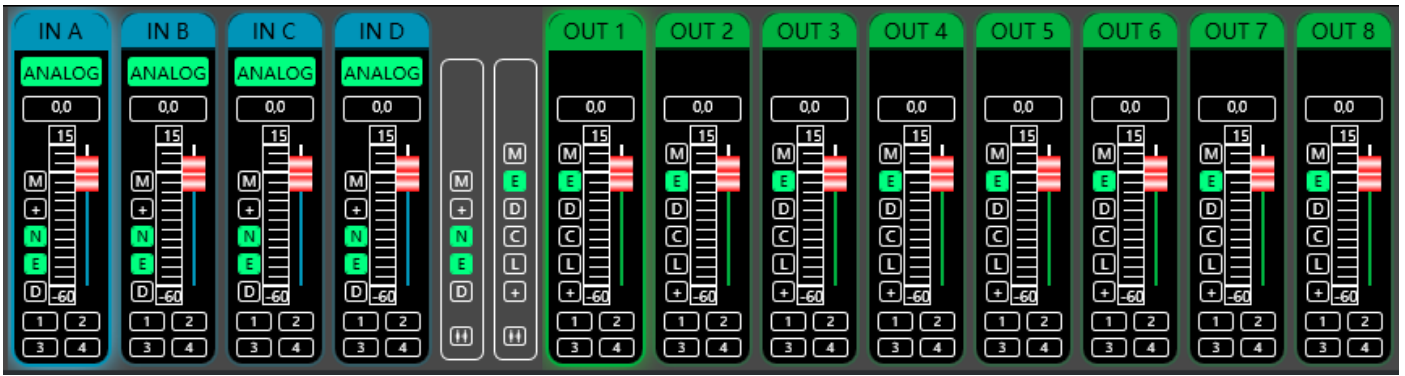 IN A IN B IN C IN D OUT 1 OUT 2 OUT 3 OUT 4 OUT 5 OUT 6 OUT 7 OUT 8
ANALOG ANALOG ANALOG ANALOG
0,0 0,0 0,0 0,0 0,0 0,0 0,0 0,0 0,0 0,0 0,0 0,0
15 15 15 15 15 15 15 15 15 15 15 15
M M M M M M M M M
M M M M M E E E E E E E E E
+ + + + + D D D D D D D D D
N N N N N C C C C C C C C C
E E E E E L L L L L L L L L
D D D D D + + + + + + + + +
-60 -60 -60 -60 -60 -60 -60 -60 -60 -60 -60 -60
1 2 1 2 1 2 1 2 1 2 1 2 1 2 1 2 1 2 1 2 1 2 1 2
3 4 3 4 3 4 3 4 3 4 3 4 3 4 3 4 3 4 3 4 3 4 3 4